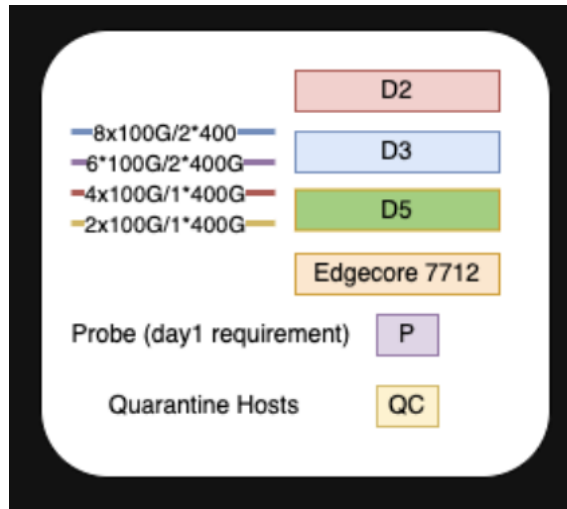 D2
8x100G/2*400
D3
6*100G/2*400G
4x100G/1*400G
D5
2x100G/1*400G
Edgecore 7712
Probe (day1 requirement)
P
Quarantine Hosts
QC